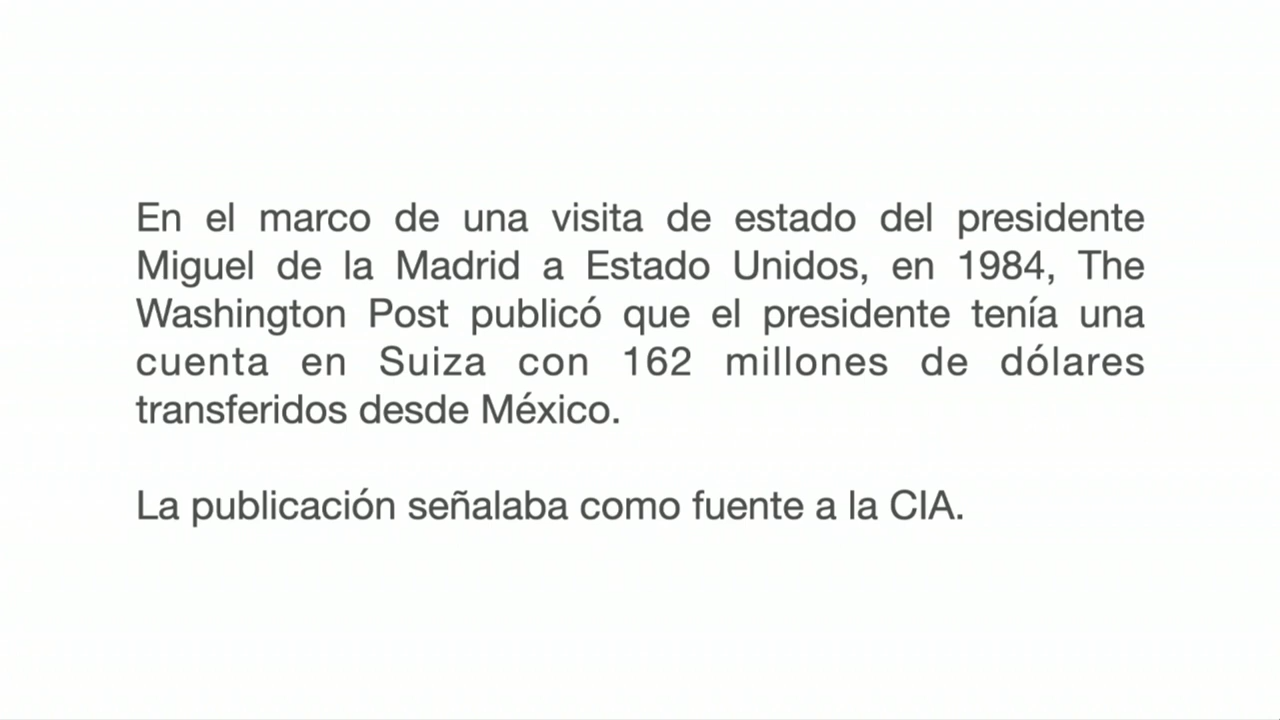 En el marco de una visita de estado del presidente
Miguel de la Madrid a Estado Unidos, en 1984, The
Washington Post publicó que el presidente tenía una
cuenta en Suiza con 162 millones de dólares
transferidos desde México.
La publicación señalaba como fuente a la CIA.